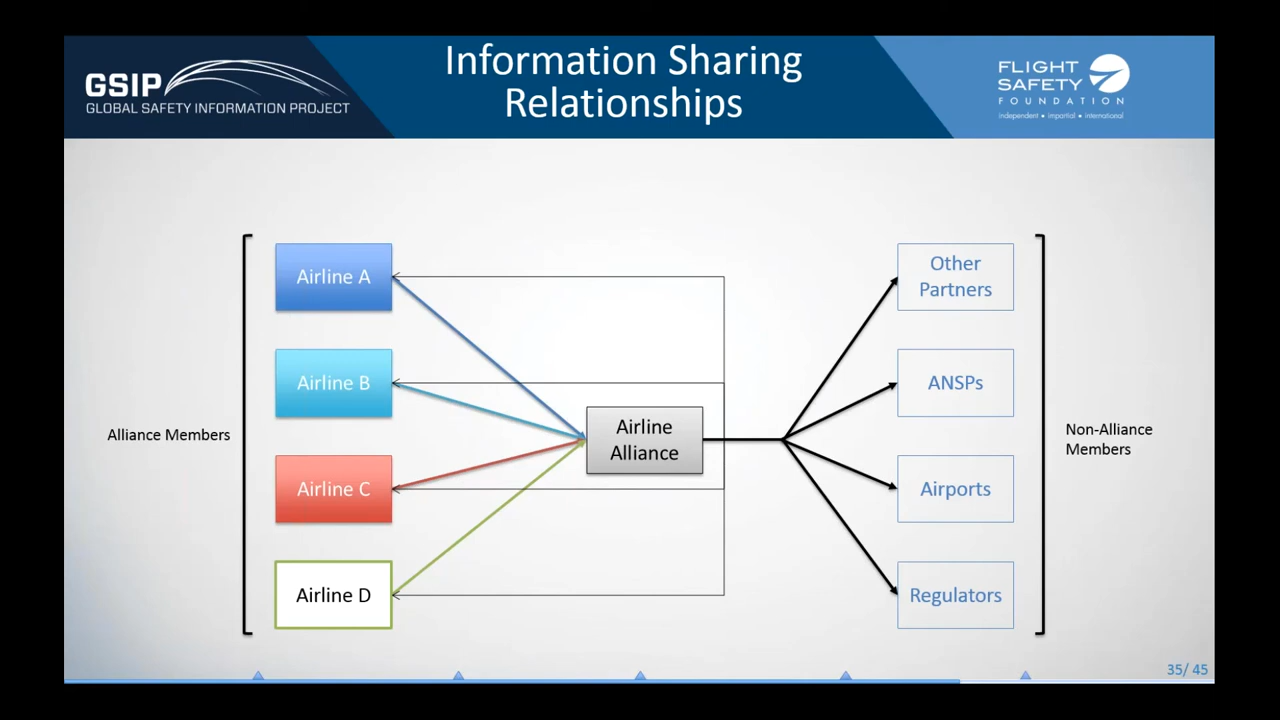 GSIP
GLOBAL SAFETY INFORMATION PROJECT
Information Sharing
Relationships
FLIGHT
SAFETY
FOUNDATION
independent • impartial • international
Alliance Members
Airline A
Airline B
Airline C
Airline D
Airline
Alliance
Other
Partners
ANSPs
Airports
Regulators
Non-Alliance
Members
35/ 45